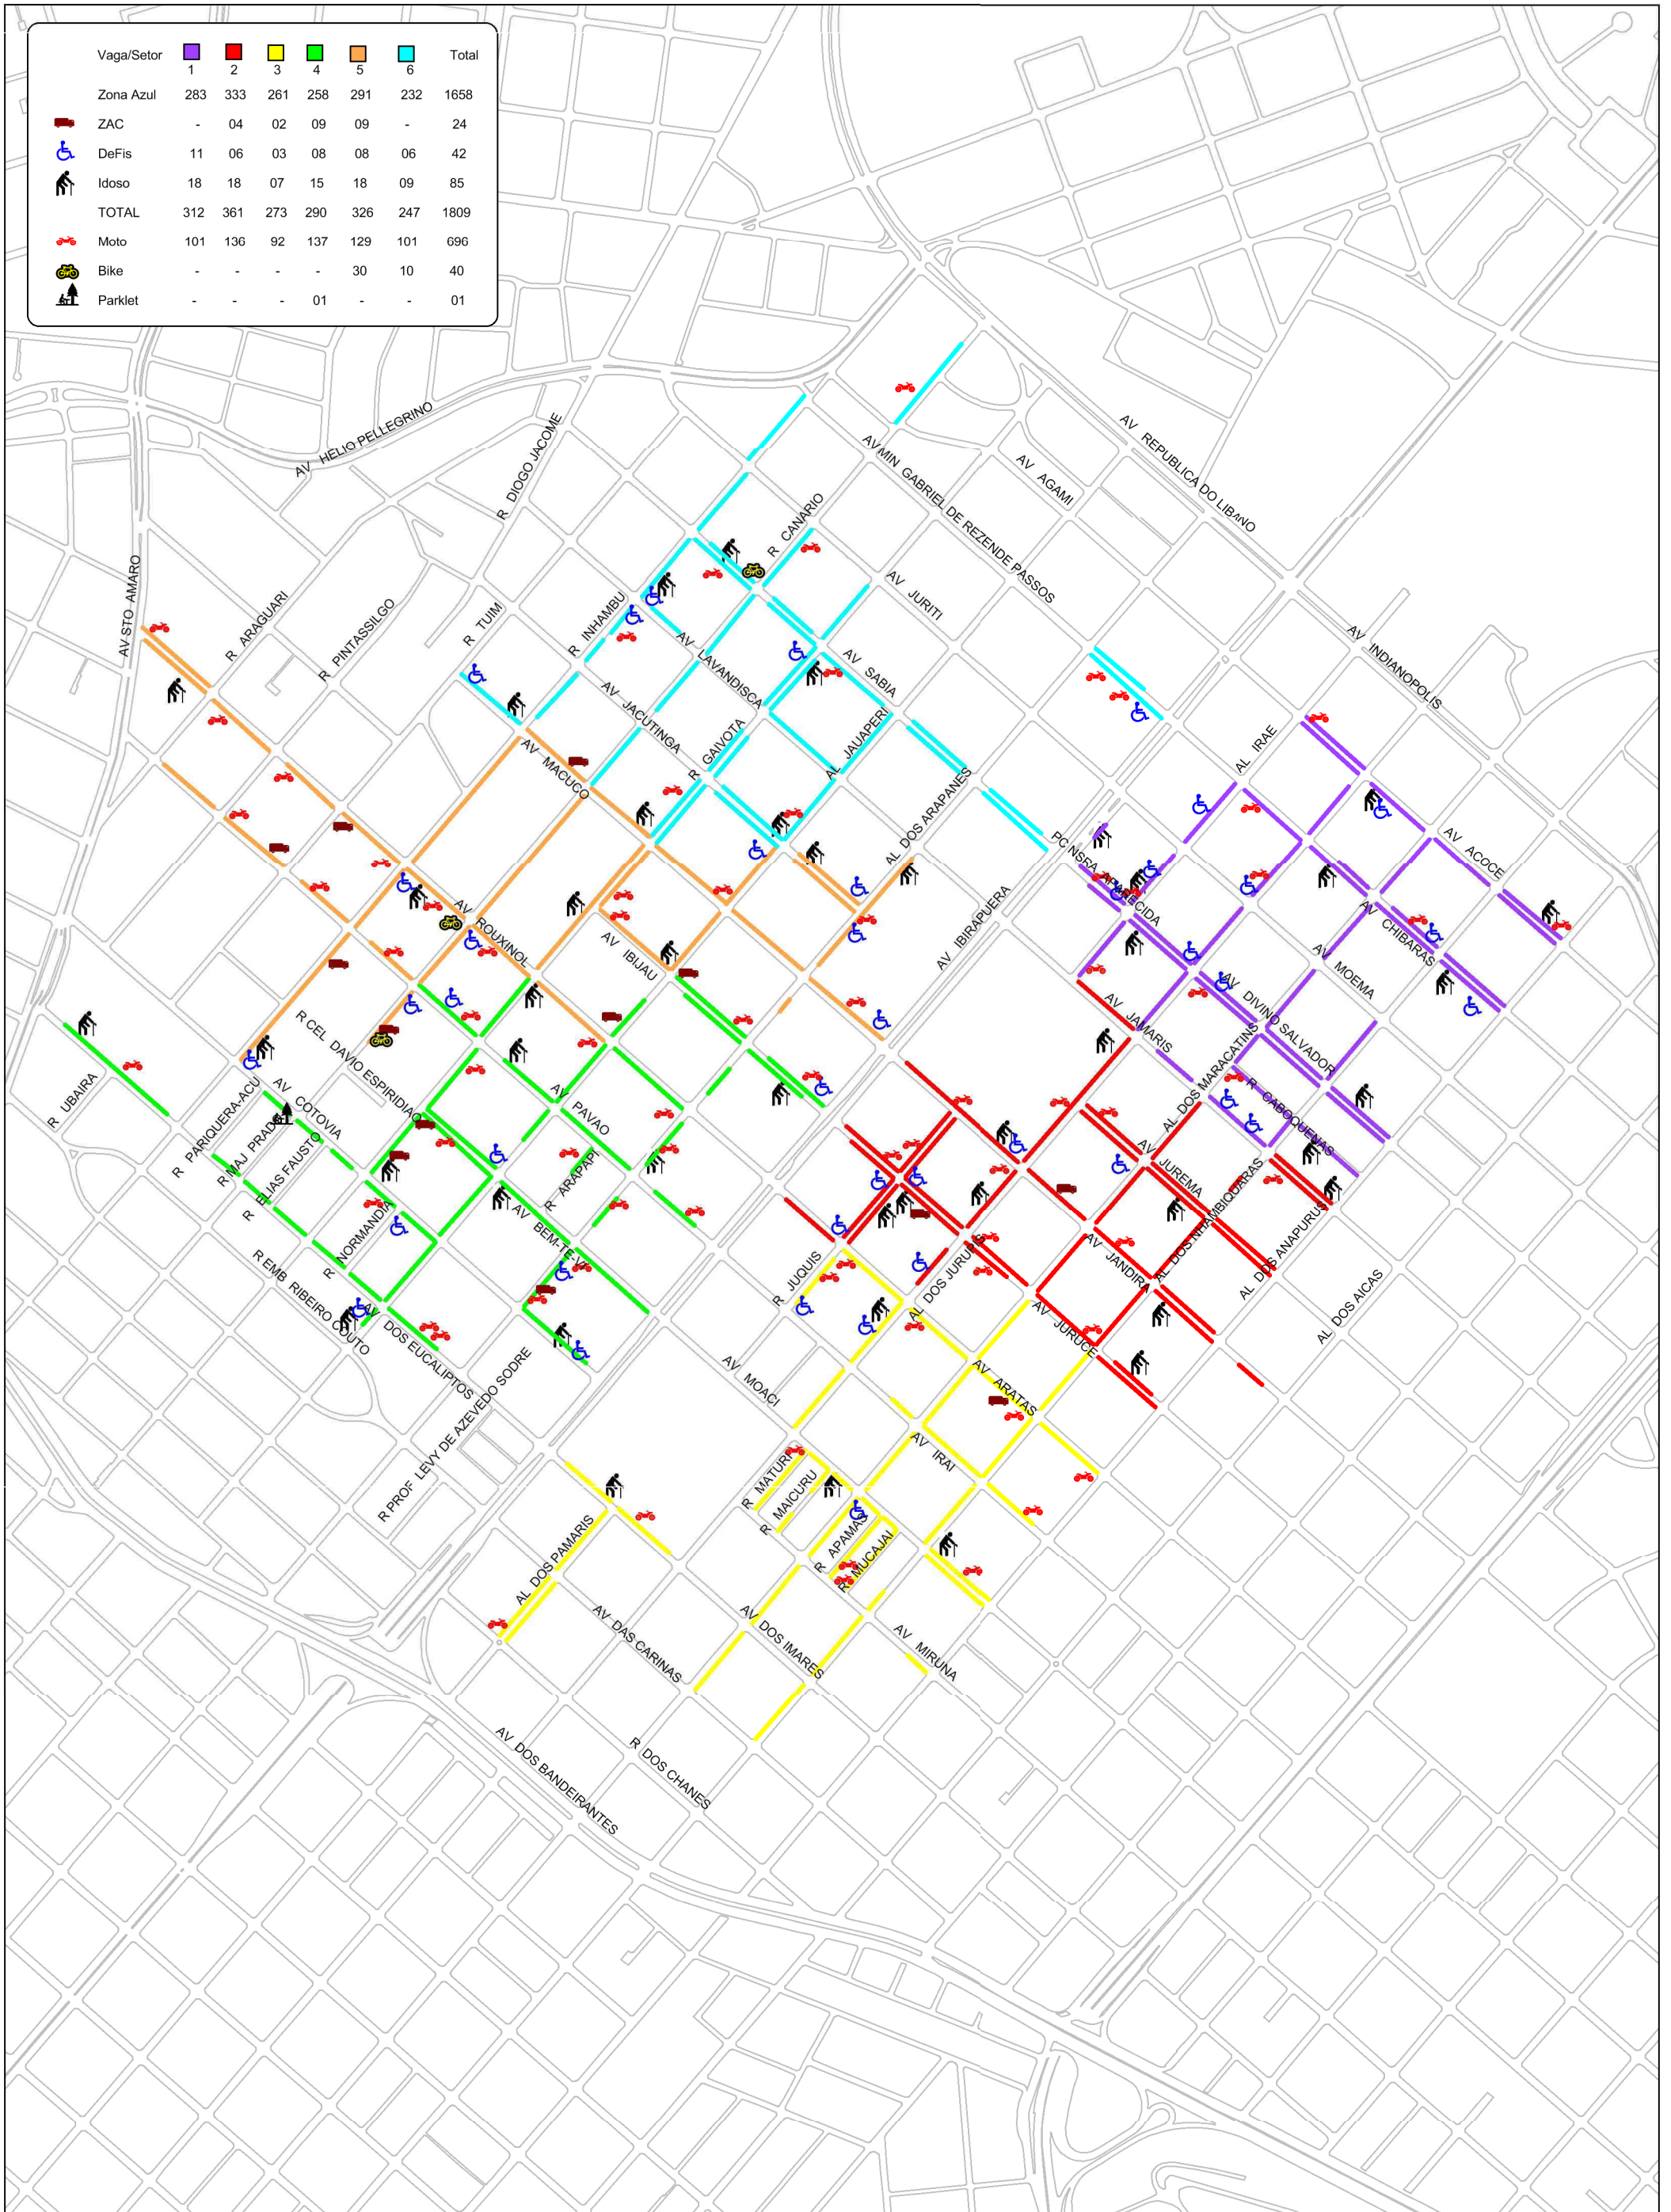 Vaga/Setor 1 2 3 4 5 6 Total
Zona Azul 283 333 261 258 291 232 1658
ZAC - 04 02 09 09 - 24
DeFis 11 06 03 08 08 06 42
Idoso 18 18 07 15 18 09 85
TOTAL 312 361 273 290 326 247 1809
Moto 101 136 92 137 129 101 696
Bike - - - - 30 10 40
Parklet - - - 01 - - 01
AV HELIO PELLEGRINO
R DIOGO JACOME
AV REPUBLICA DO LIBANO
AV AGAMI
AV MIN GABRIEL DE REZENDE PASSOS
R CANARIO
AV JURITI
AV STO AMARO
R ARAGUARI
R PINTASSILGO
R TUIM
R INHAMBU
AV LAVANDISCA
AV SABIA
AV INDIANOPOLIS
AV JACUTINGA
R GAIVOTA
AL JAUAPERI
AL IRAE
AV MACUCO
AL DOS ARAPANES
PC NSRA APARECIDA
AV ACOCE
AV ROUXINOL
AV IBIJAU
AV IBIRAPUERA
AV CHIBARAS
AV MOEMA
AV DIVINO SALVADOR
AV JAMARIS
AL DOS MARACATINS
R CABOQUENAS
R CEL DAVIO ESPIRIDIAO
R UBAIRA
R PARIQUERA-ACU
AV COTOVIA
R MAJ PRADO
R ELIAS FAUSTO
AV PAVAO
R ARAPAPI
AV JUREMA
AL DOS NHAMBIQUARAS
AL DOS ANAPURUS
AL DOS AICAS
R NORMANDIA
AV BEM-TE-VI
R EMB RIBEIRO COUTO
AV DOS EUCALIPTOS
R JUQUIS
AL DOS JURUPIS
AV JANDIRA
AV JURUCE
R PROF LEVY DE AZEVEDO SODRE
AV MOACI
AV ARATAS
AV IRAI
R MATURI
R MAICURU
R APAMAS
R MUCAJAI
AL DOS PAMARIS
AV DAS CARINAS
AV DOS IMARES
AV MIRUNA
AV DOS BANDEIRANTES
R DOS CHANES